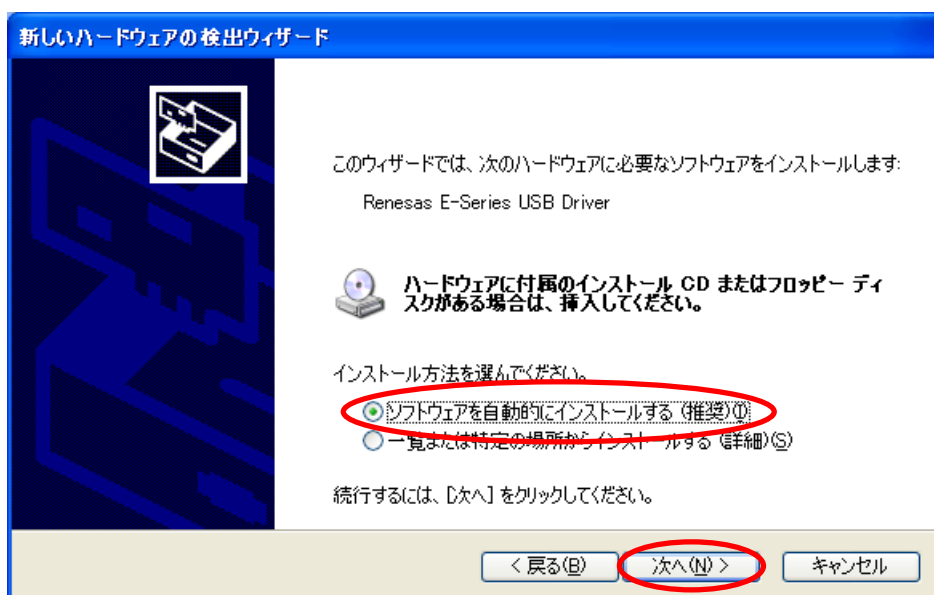 新しいハードウェアの検出ウィザード
このウィザードでは、次のハードウェアに必要なソフトウェアをインストールします:
Renesas E-Series USB Driver
ハードウェアに付属のインストール CD またはフロッピー ディ
スクがある場合は、挿入してください。
インストール方法を選んでください。
ソフトウェアを自動的にインストールする (推奨)(I)
一覧または特定の場所からインストールする (詳細)(S)
続行するには、[次へ] をクリックしてください。
< 戻る(B) 次へ(N) > キャンセル